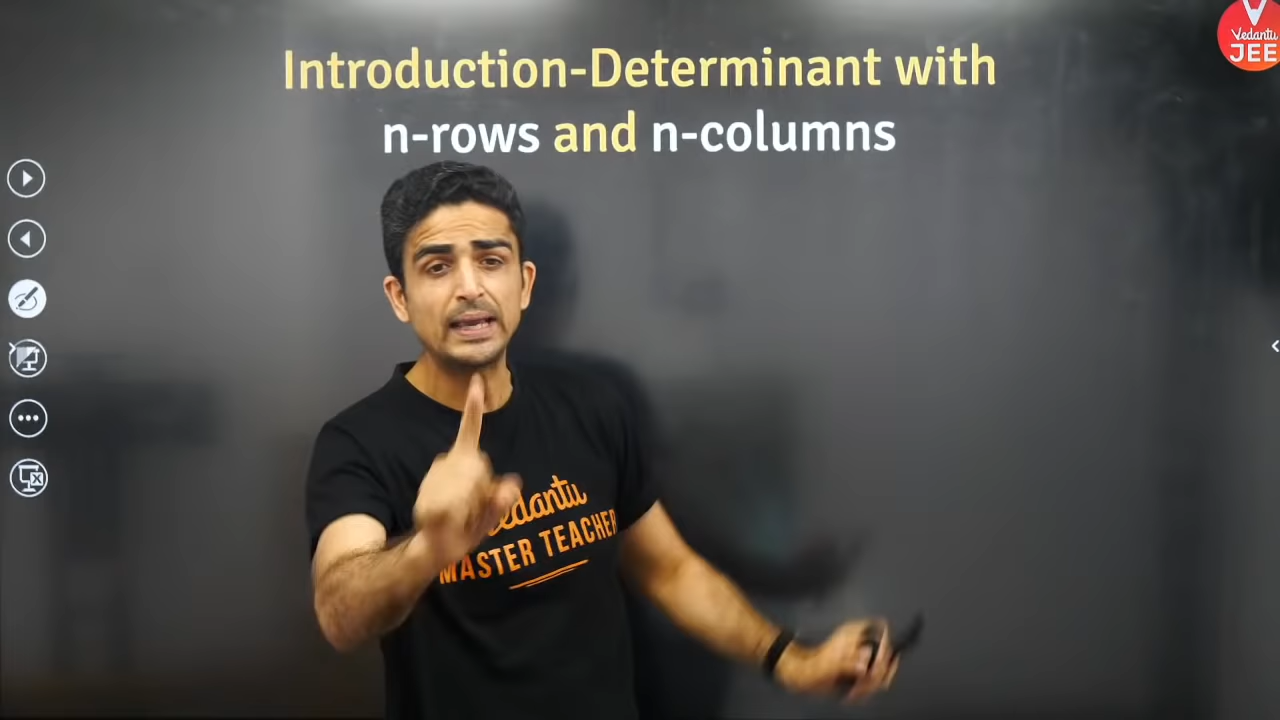 Introduction-Determinant with
n-rows and n-columns
Vedantu
JEE
Vedantu
MASTER TEACHER